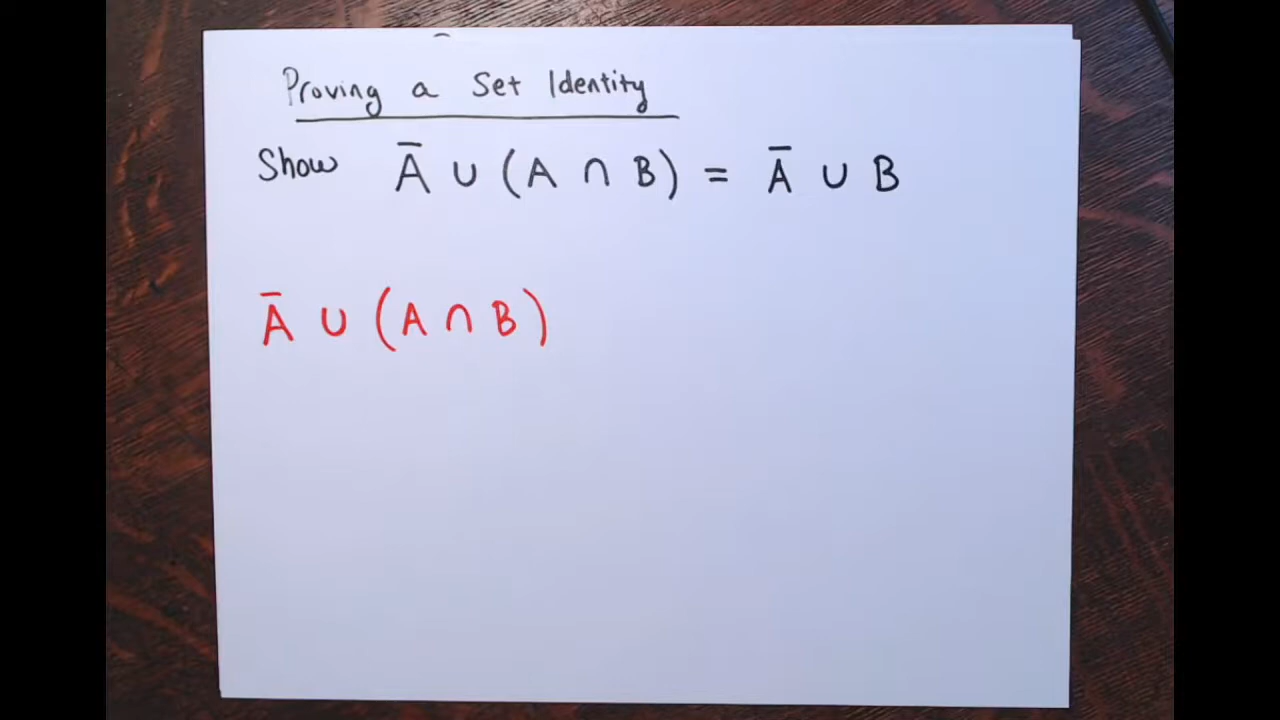 Proving a Set Identity
Show Ā ∪ (A ∩ B) = Ā ∪ B
Ā ∪ (A ∩ B)